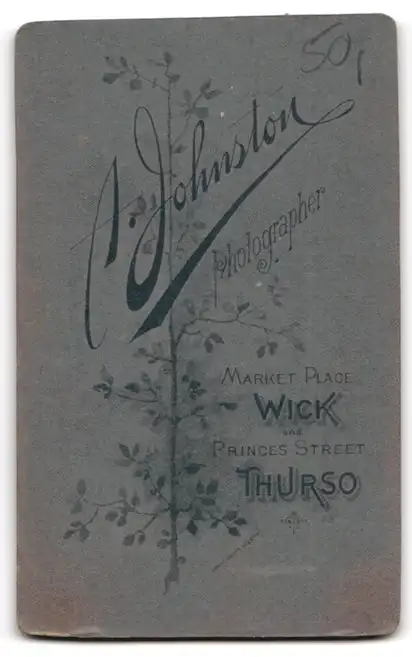 50,
A. Johnston
Photographer
MARKET PLACE
WICK
AND
PRINCES STREET
THURSO